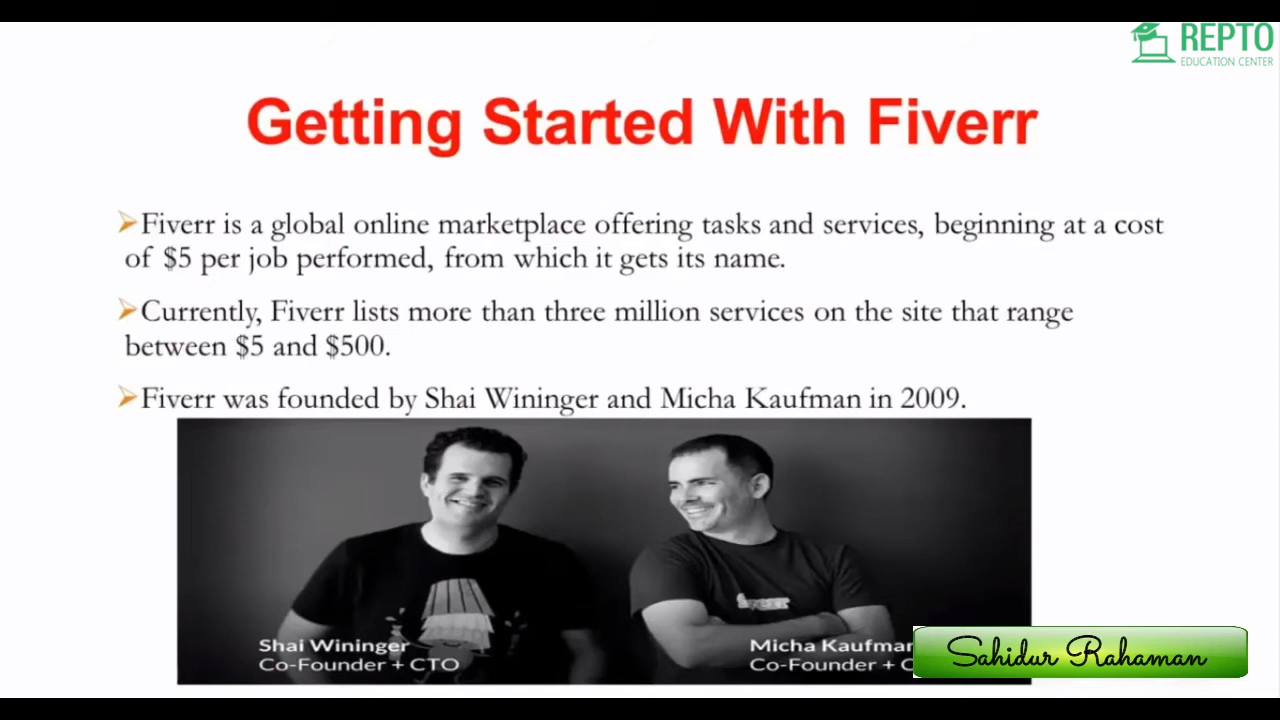 REPTO
EDUCATION CENTER
Getting Started With Fiverr
Fiverr is a global online marketplace offering tasks and services, beginning at a cost
of $5 per job performed, from which it gets its name.
Currently, Fiverr lists more than three million services on the site that range
between $5 and $500.
Fiverr was founded by Shai Wininger and Micha Kaufman in 2009.
fiverr
Shai Wininger
Co-Founder + CTO
Micha Kaufman
Co-Founder + C
Sahidur Rahaman